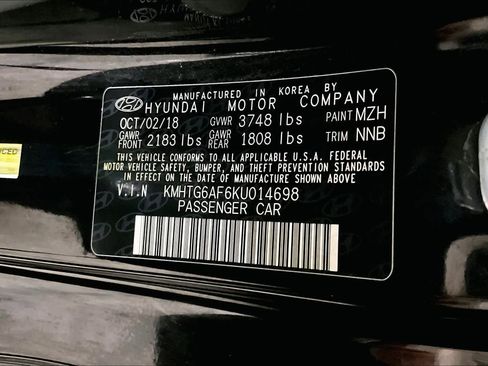 MANUFACTURED IN KOREA BY
HYUNDAI MOTOR COMPANY
OCT/02/18 GVWR 3748 lbs PAINT MZH
GAWR FRONT 2183 lbs GAWR REAR 1808 lbs TRIM NNB
THIS VEHICLE CONFORMS TO ALL APPLICABLE U.S.A. FEDERAL
MOTOR VEHICLE SAFETY, BUMPER, AND THEFT PREVENTION STANDARDS
IN EFFECT ON THE DATE OF MANUFACTURE SHOWN ABOVE.
V.I.N KMHTG6AF6KU014698
PASSENGER CAR